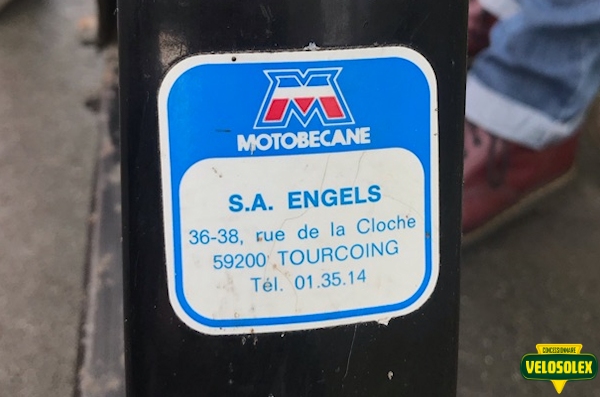 M
MOTOBECANE
S.A. ENGELS
36-38, rue de la Cloche
59200 TOURCOING
Tél. 01.35.14
CONCESSIONNAIRE
VELOSOLEX